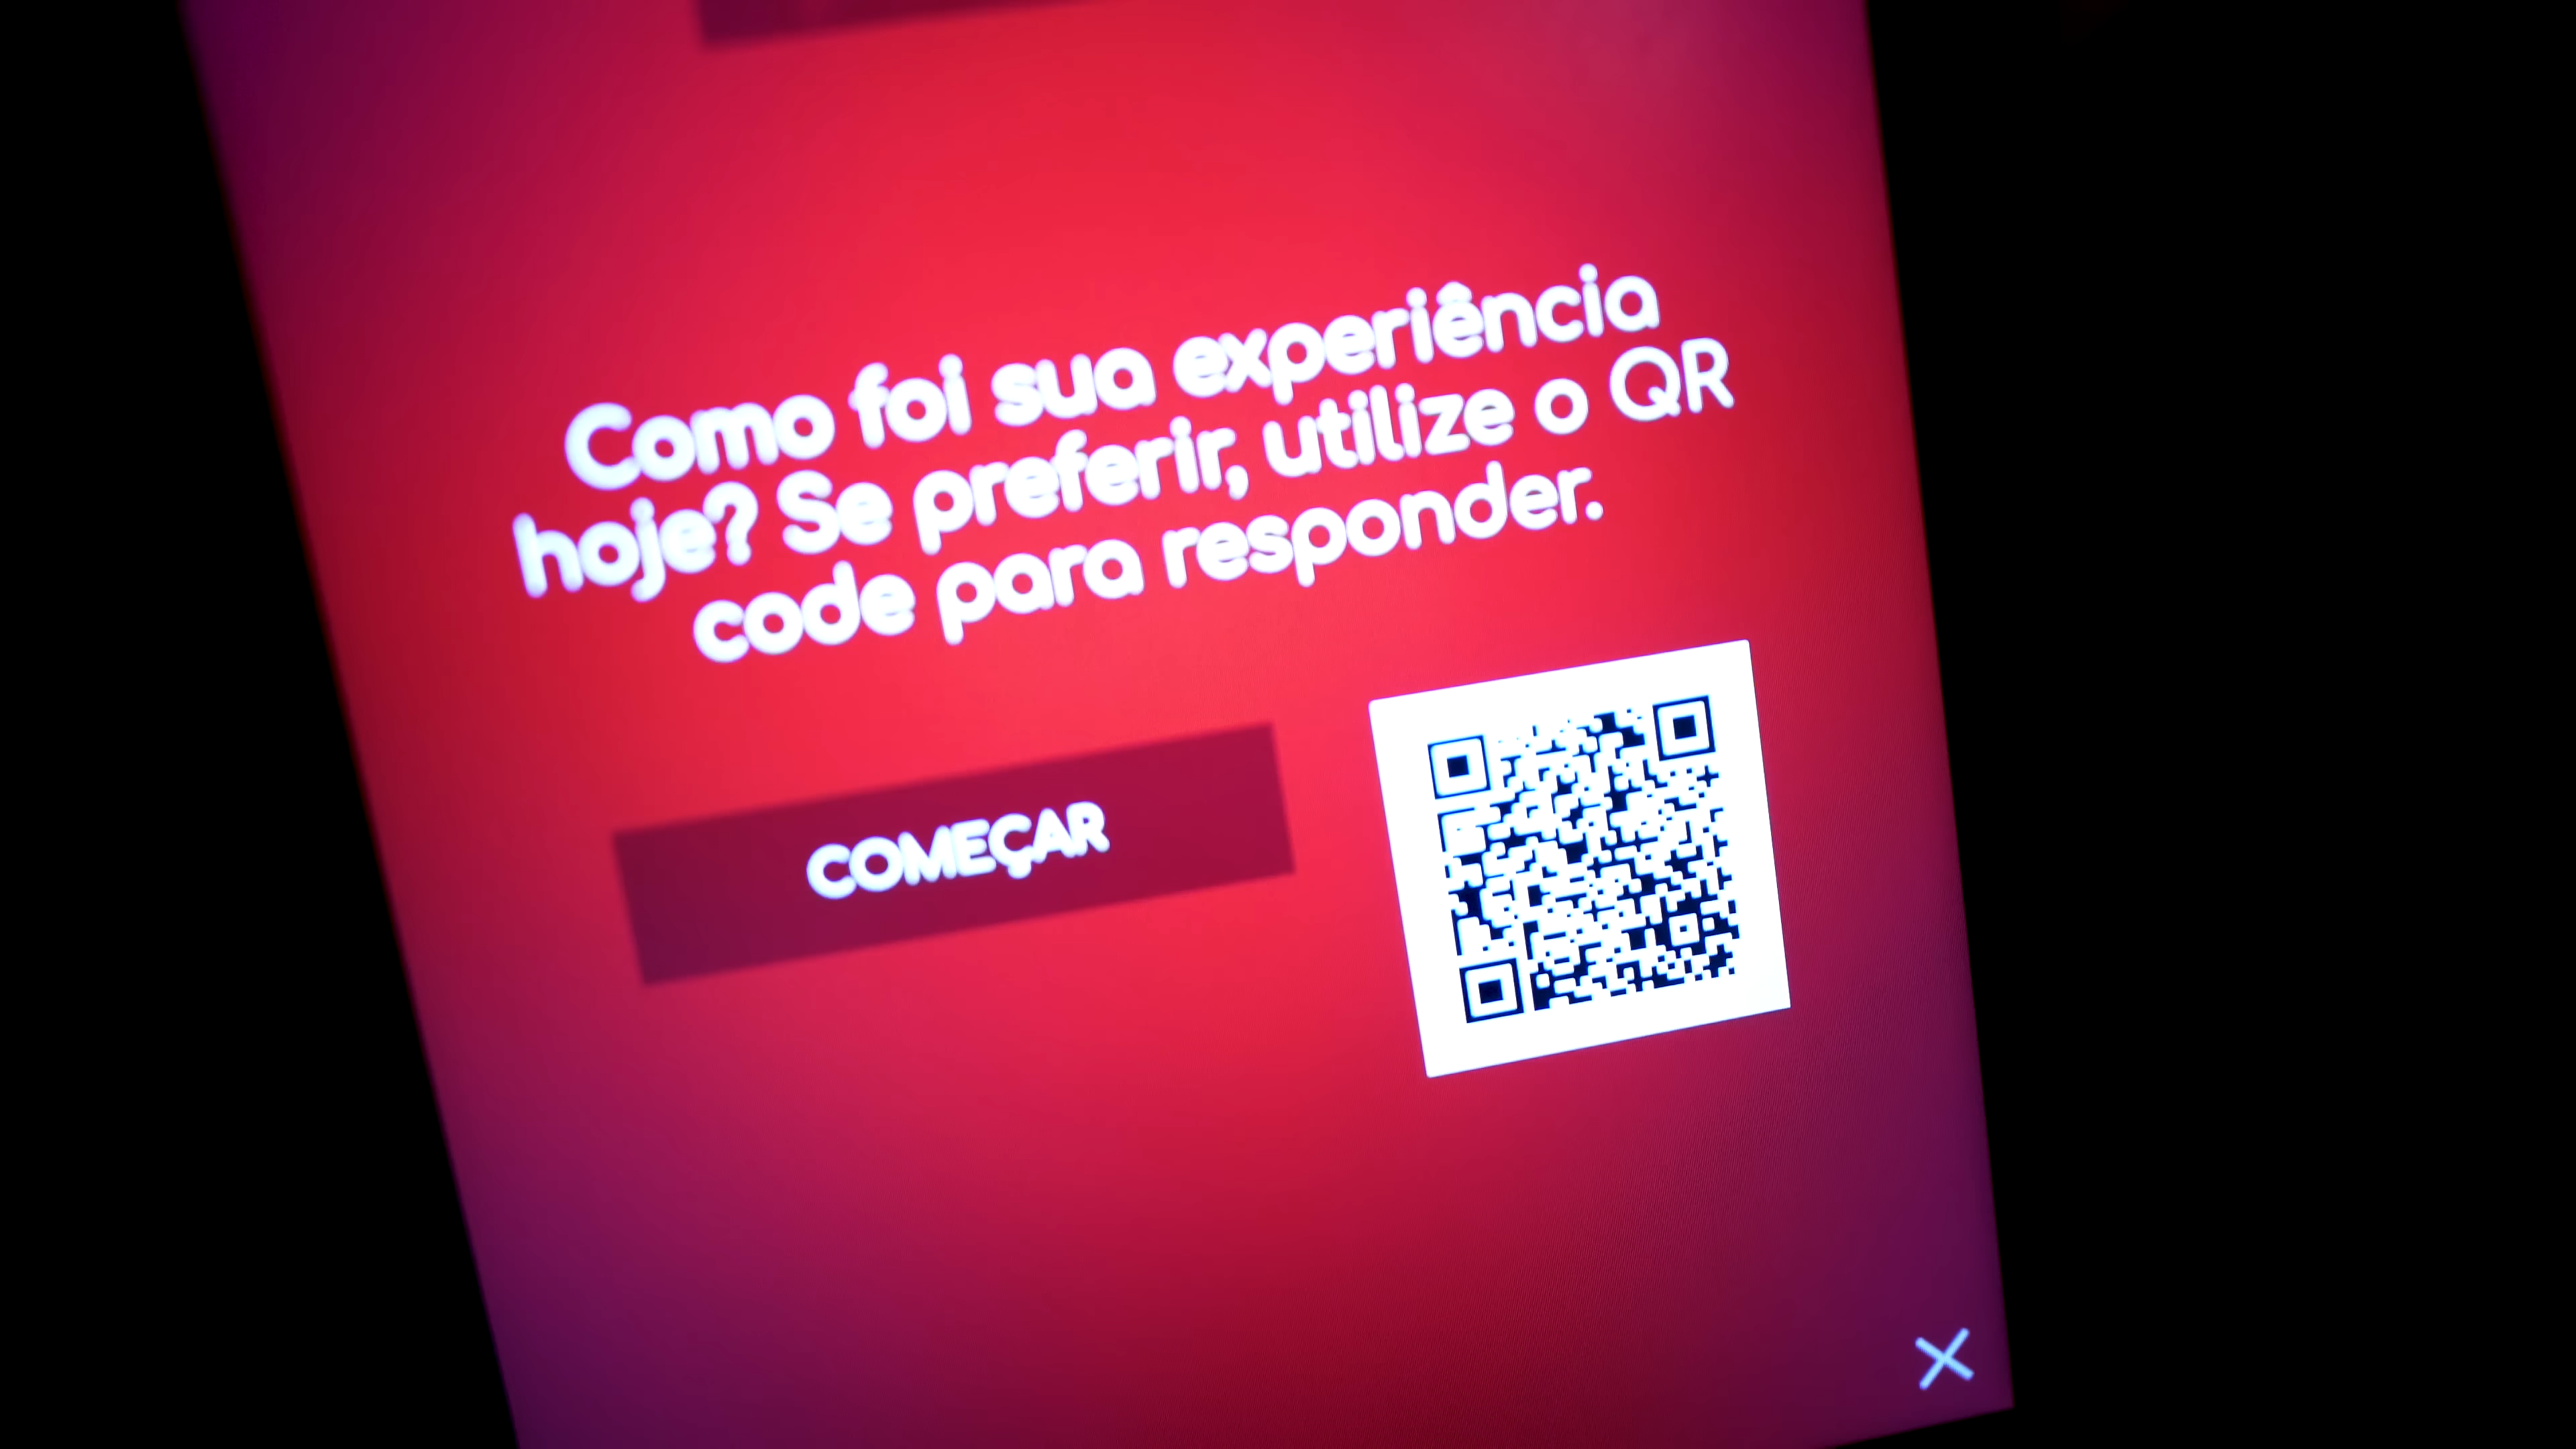 Como foi sua experiência
hoje? Se preferir, utilize o QR
code para responder.
COMEÇAR